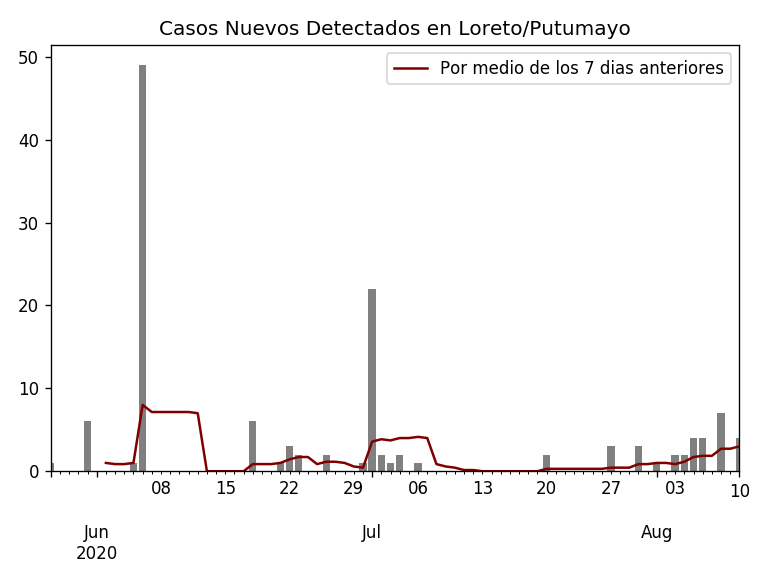 Casos Nuevos Detectados en Loreto/Putumayo
Por medio de los 7 dias anteriores
50
40
30
20
10
0
08 15 22 29 06 13 20 27 03 10
Jun Jul Aug
2020